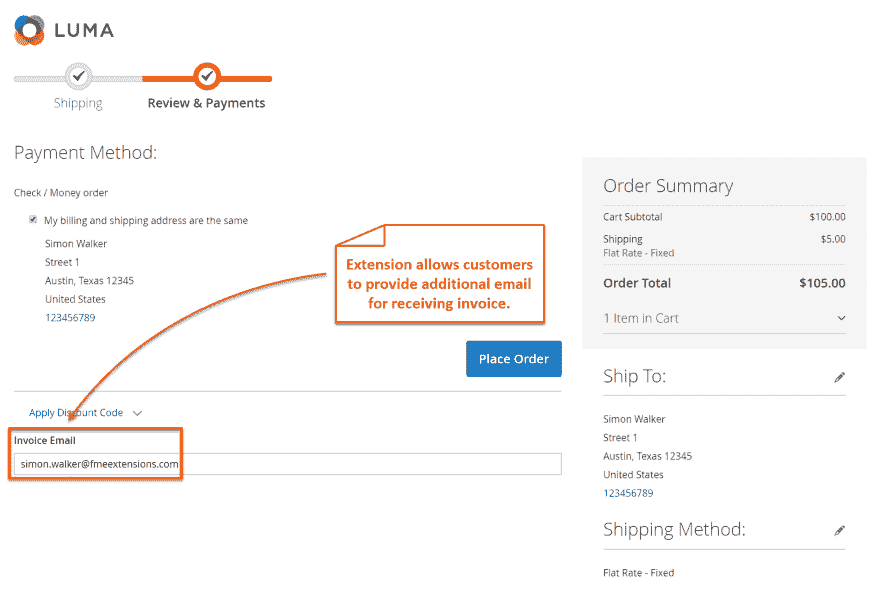 LUMA
Shipping
Review & Payments
Payment Method:
Check / Money order
My billing and shipping address are the same
Simon Walker
Street 1
Austin, Texas 12345
United States
123456789
Extension allows customers
to provide additional email
for receiving invoice.
Place Order
Apply Discount Code
Invoice Email
simon.walker@fmeextensions.com
Order Summary
Cart Subtotal $100.00
Shipping $5.00
Flat Rate - Fixed
Order Total $105.00
1 Item in Cart
Ship To:
Simon Walker
Street 1
Austin, Texas 12345
United States
123456789
Shipping Method:
Flat Rate - Fixed